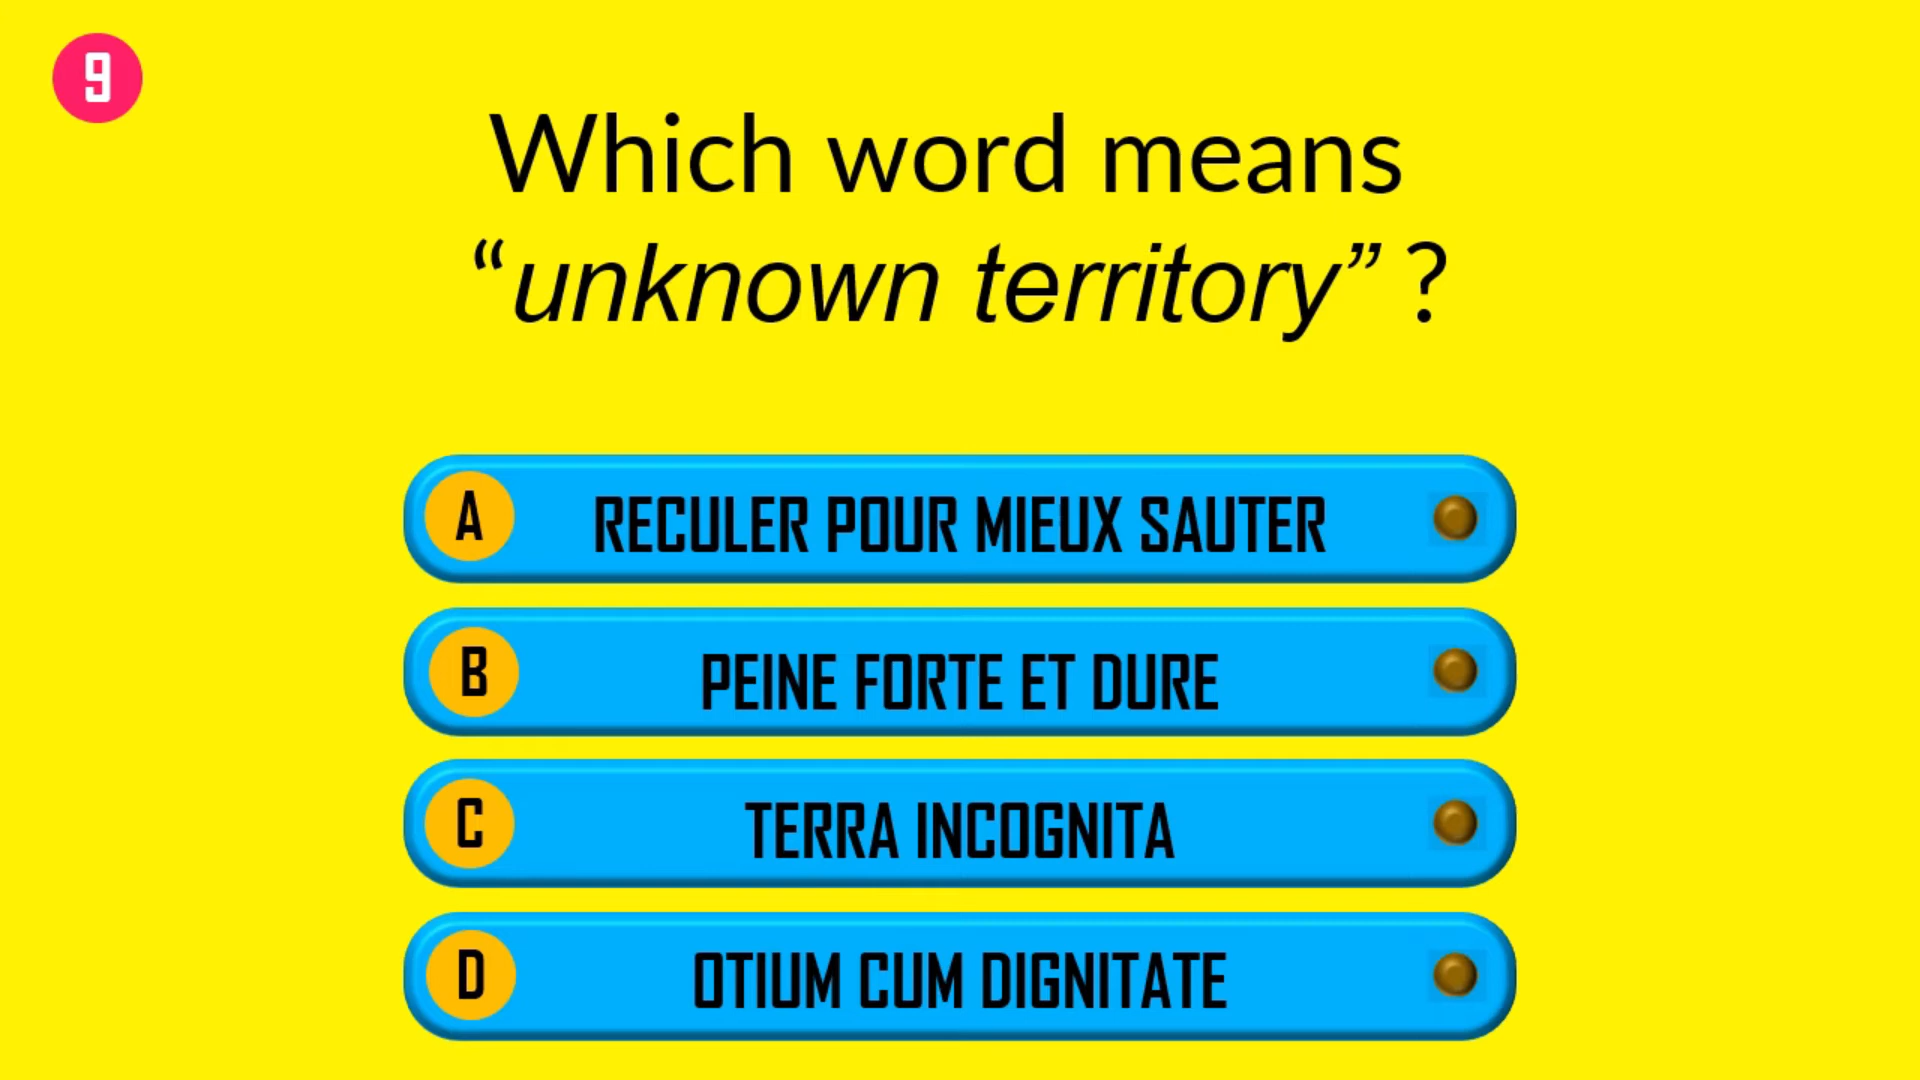 9
Which word means
“unknown territory” ?
A RECULER POUR MIEUX SAUTER
B PEINE FORTE ET DURE
C TERRA INCOGNITA
D OTIUM CUM DIGNITATE